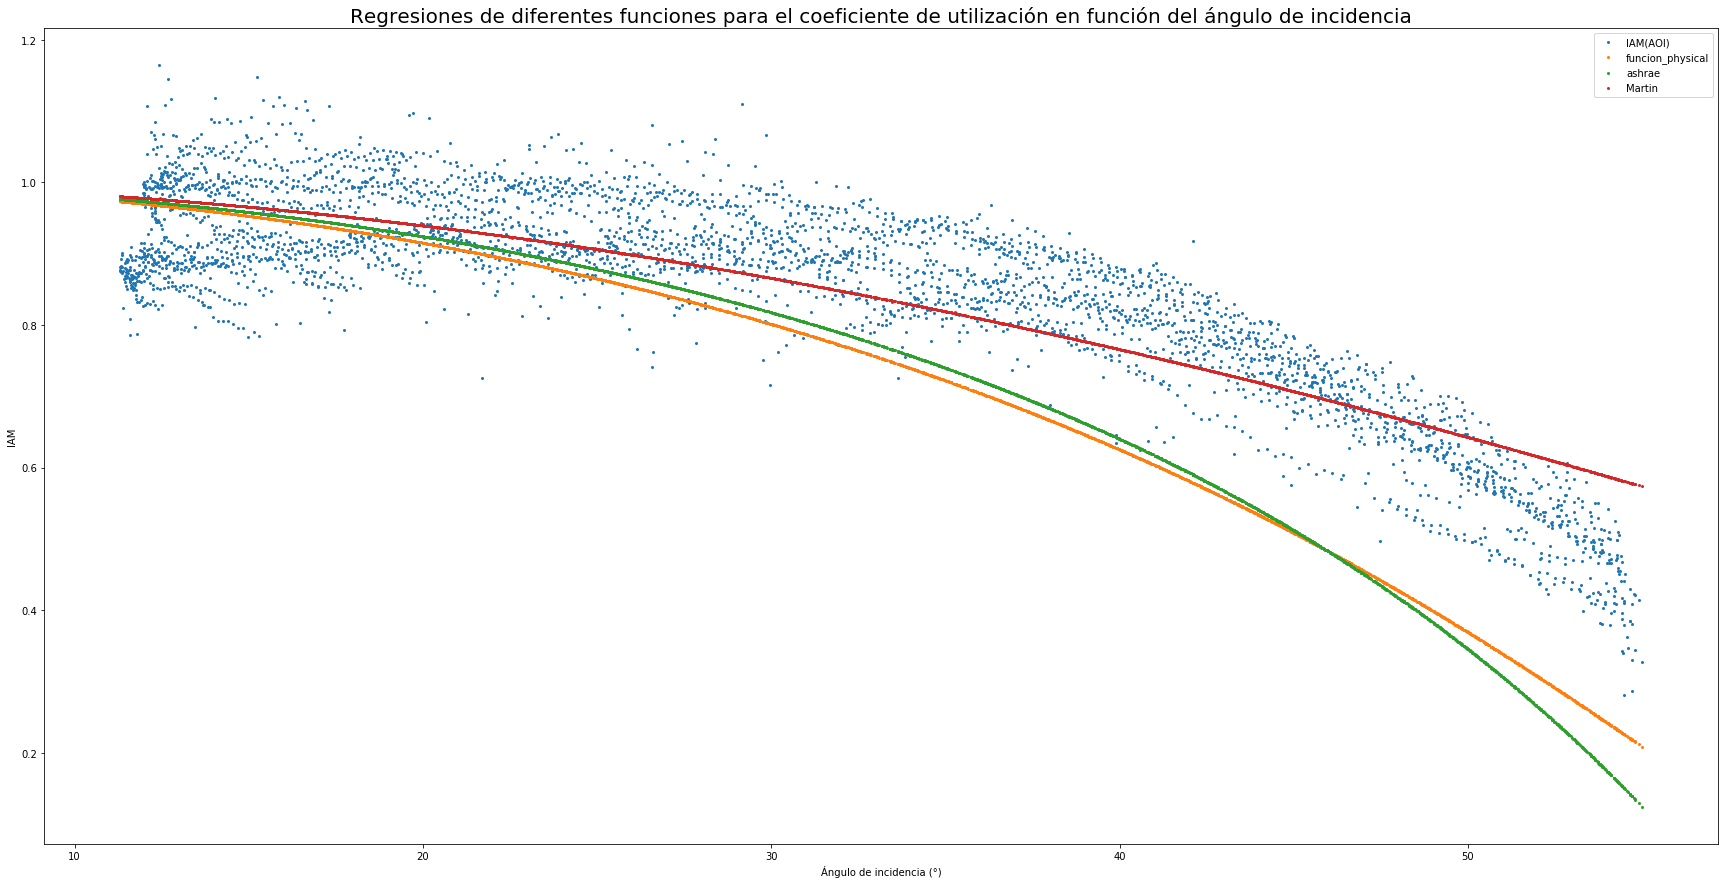 Regresiones de diferentes funciones para el coeficiente de utilización en función del ángulo de incidencia
IAM(AOI)
funcion_physical
ashrae
Martin
1.2
1.0
0.8
0.6
0.4
0.2
IAM
10 20 30 40 50
Ángulo de incidencia (°)